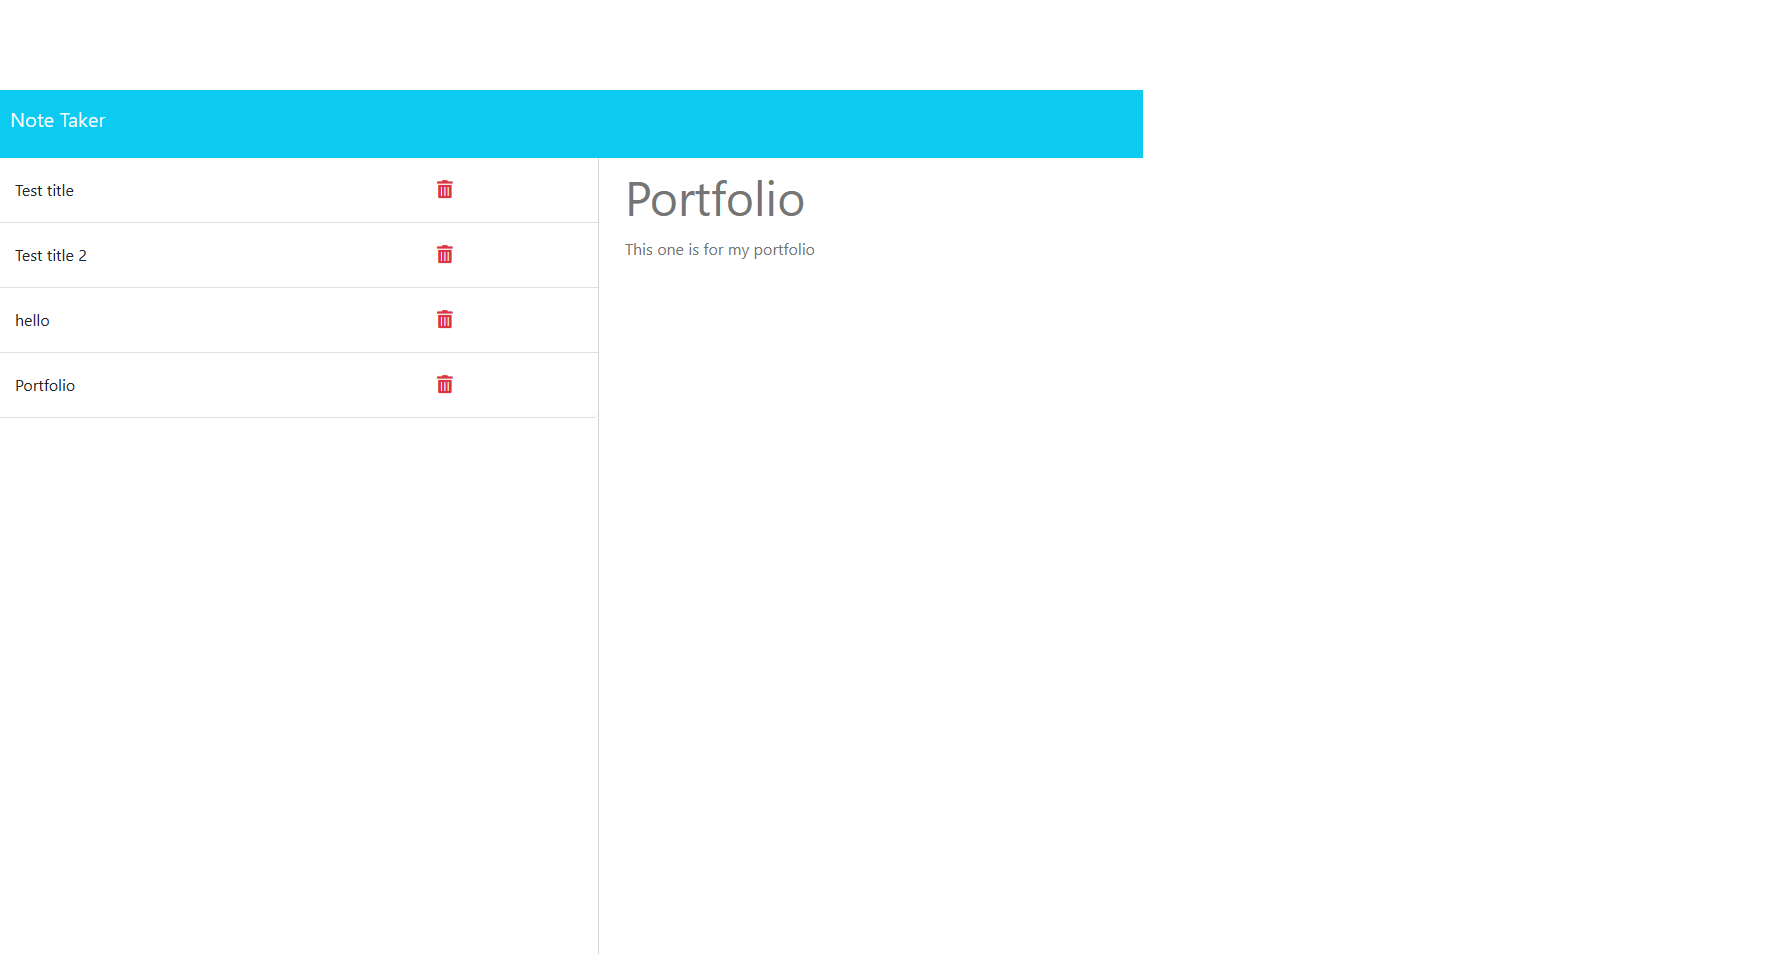 Note Taker
Test title
Test title 2
hello
Portfolio
Portfolio
This one is for my portfolio